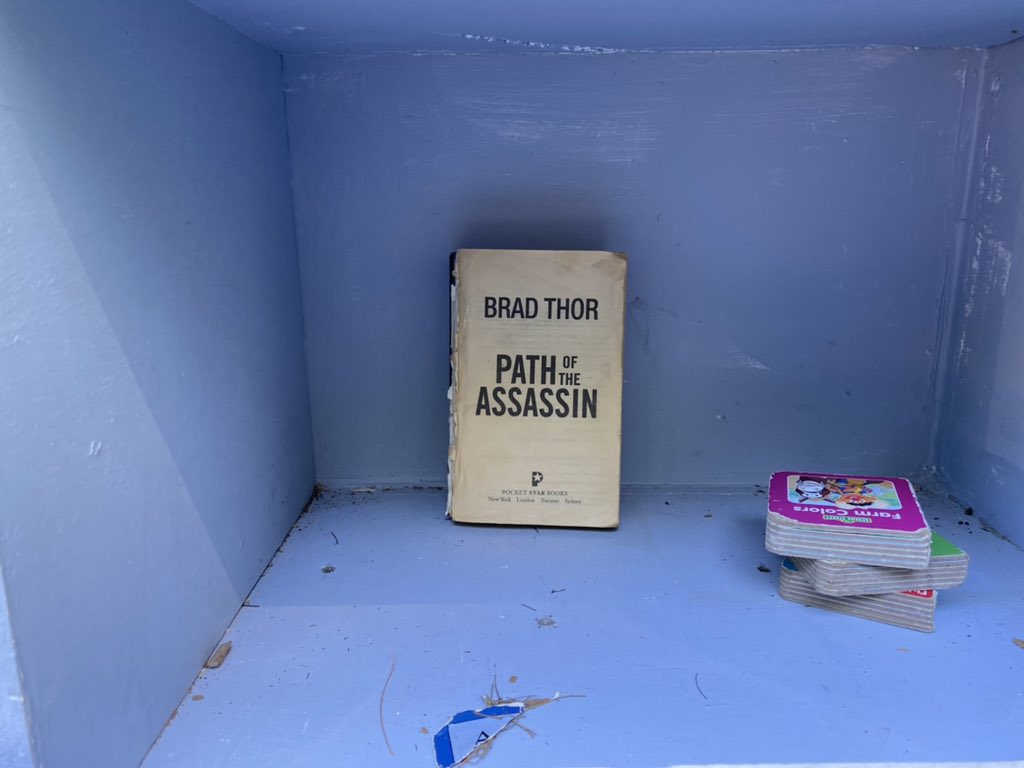 BRAD THOR
PATH OF THE
ASSASSIN
POCKET STAR BOOKS
New York London Toronto Sydney
Farm Colors